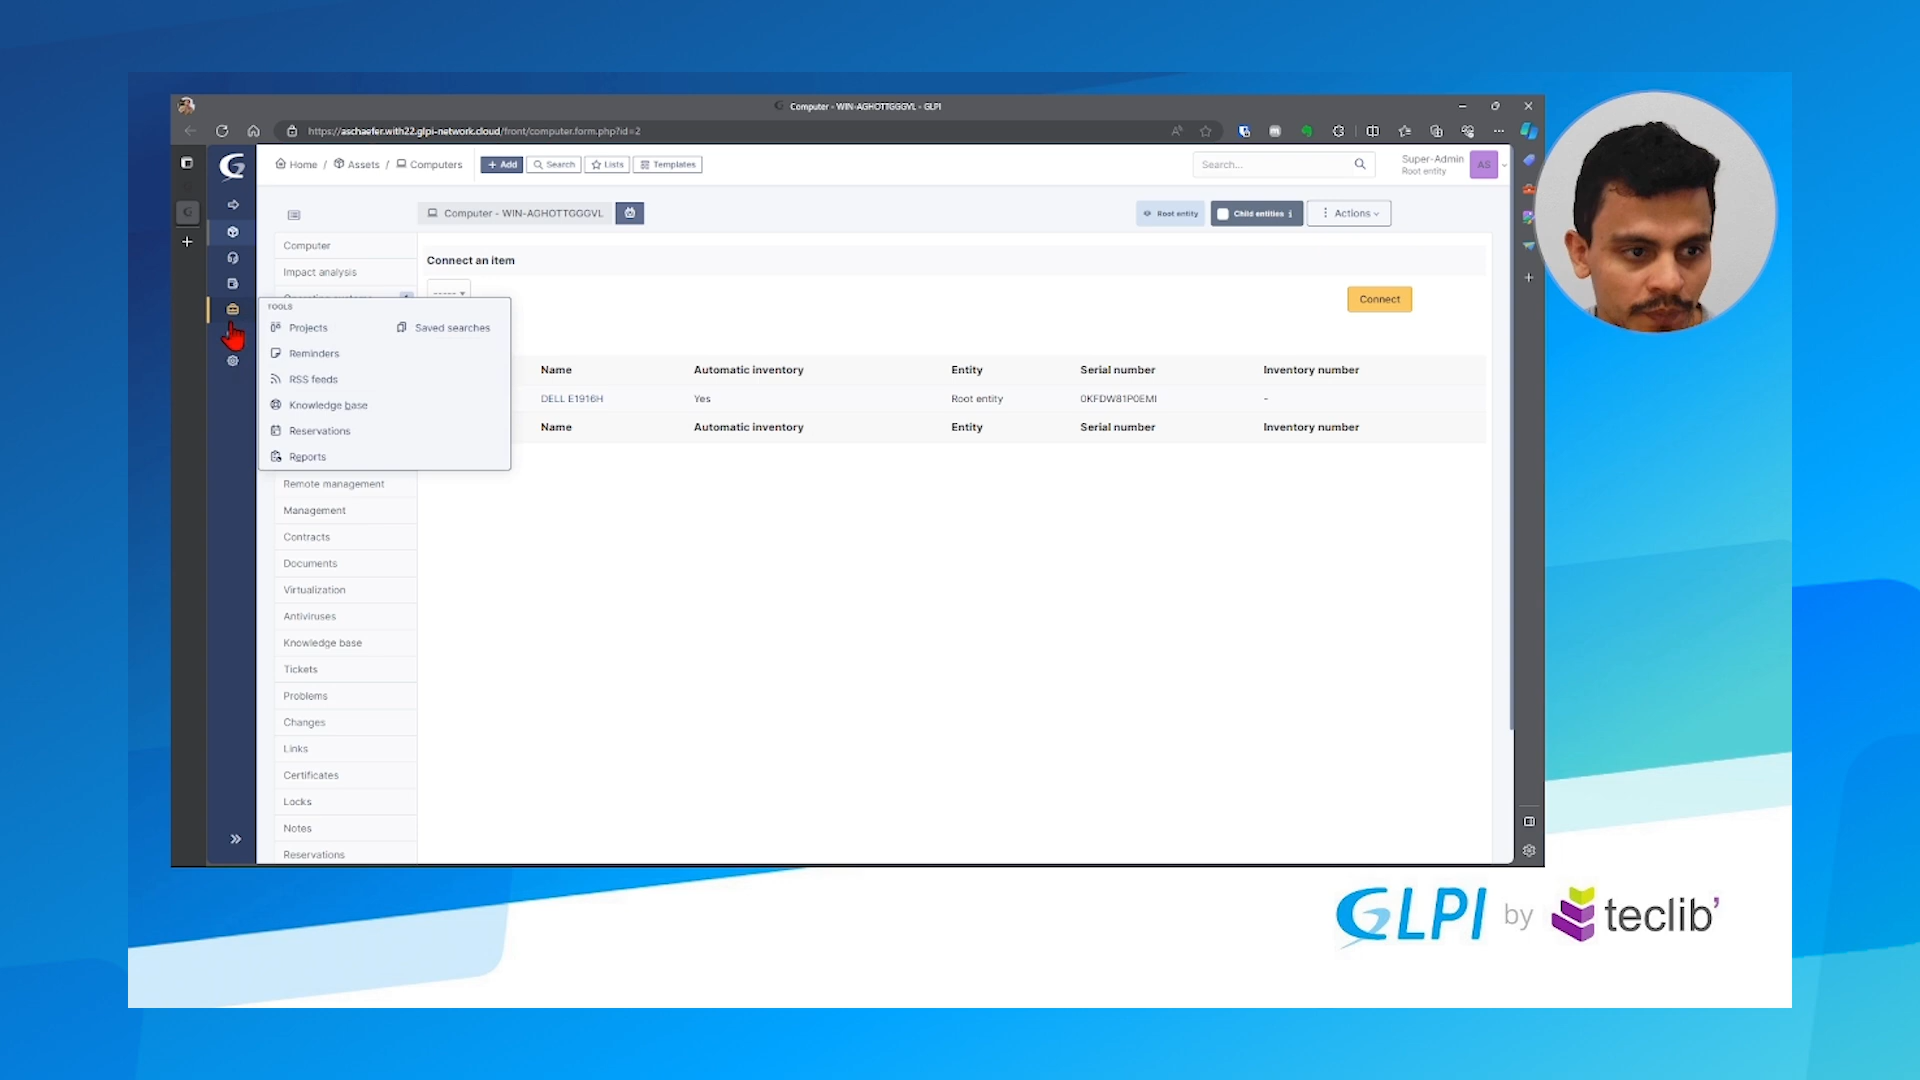 Computer - WIN-AGHOTTGGGVL - GLPI
https://aschaefer.with22.glpi-network.cloud/front/computer.form.php?id=2
Home / Assets / Computers
+ Add
Search
Lists
Templates
Search...
Super-Admin
Root entity
AS
Computer - WIN-AGHOTTGGGVL
Root entity
Child entities i
Actions
Computer
Impact analysis
Connect an item
-----
Connect
TOOLS
Projects
Saved searches
Reminders
RSS feeds
Knowledge base
Reservations
Reports
Name Automatic inventory Entity Serial number Inventory number
DELL E1916H Yes Root entity 0KFDW81P0EMI -
Name Automatic inventory Entity Serial number Inventory number
Remote management
Management
Contracts
Documents
Virtualization
Antiviruses
Knowledge base
Tickets
Problems
Changes
Links
Certificates
Locks
Notes
Reservations
GLPI by teclib'